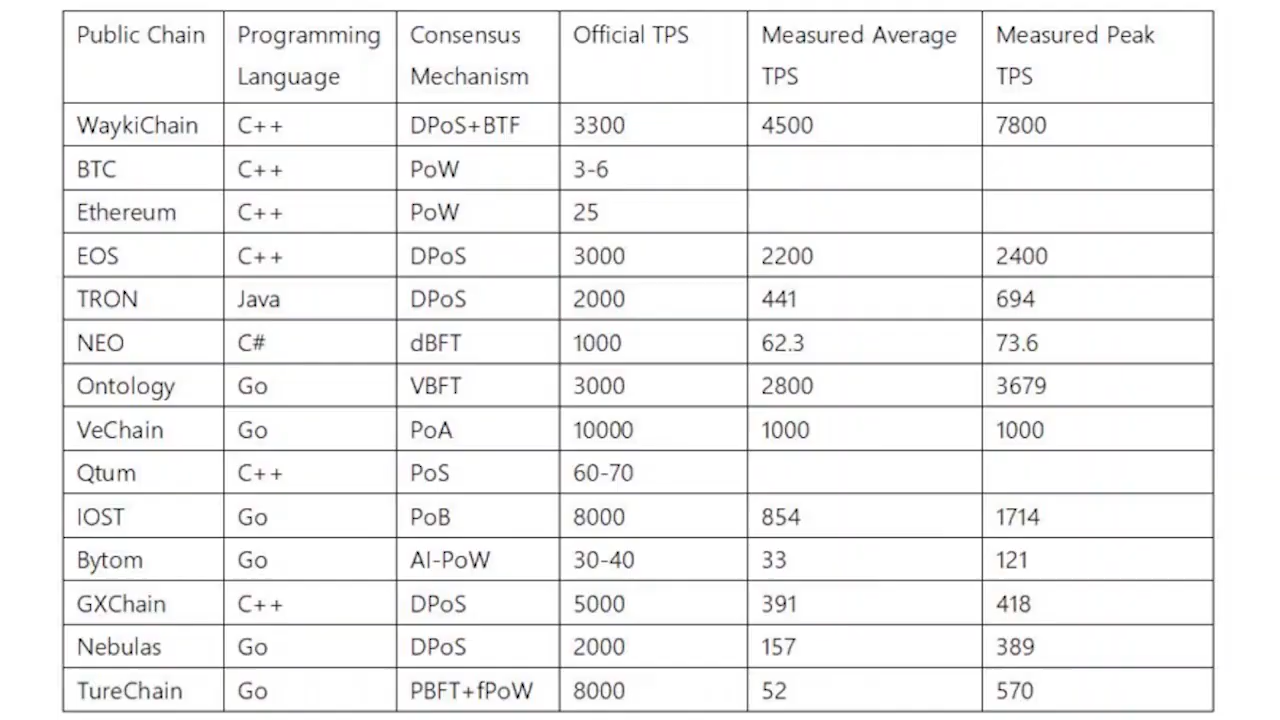 Public Chain Programming Language Consensus Mechanism Official TPS Measured Average TPS Measured Peak TPS
WaykiChain C++ DPoS+BTF 3300 4500 7800
BTC C++ PoW 3-6
Ethereum C++ PoW 25
EOS C++ DPoS 3000 2200 2400
TRON Java DPoS 2000 441 694
NEO C# dBFT 1000 62.3 73.6
Ontology Go VBFT 3000 2800 3679
VeChain Go PoA 10000 1000 1000
Qtum C++ PoS 60-70
IOST Go PoB 8000 854 1714
Bytom Go AI-PoW 30-40 33 121
GXChain C++ DPoS 5000 391 418
Nebulas Go DPoS 2000 157 389
TureChain Go PBFT+fPoW 8000 52 570